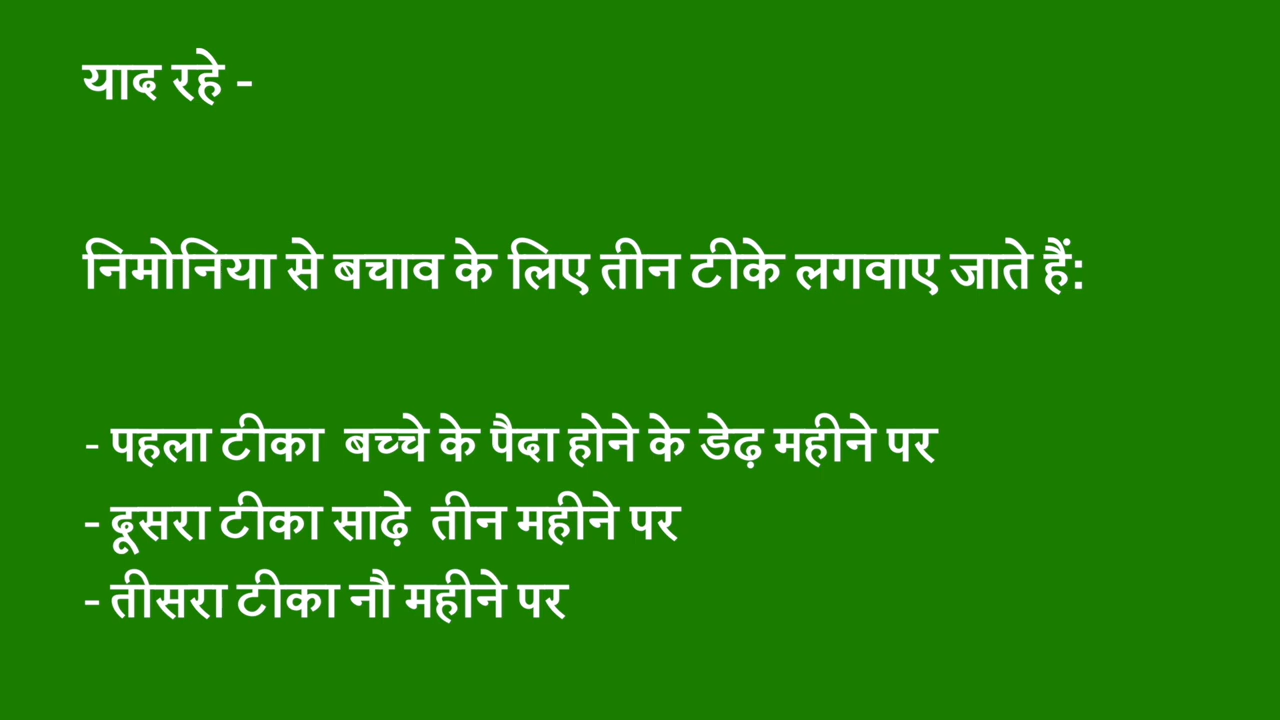 याद रहे -
निमोनिया से बचाव के लिए तीन टीके लगवाए जाते हैं:
- पहला टीका बच्चे के पैदा होने के डेढ़ महीने पर
- दूसरा टीका साढ़े तीन महीने पर
- तीसरा टीका नौ महीने पर